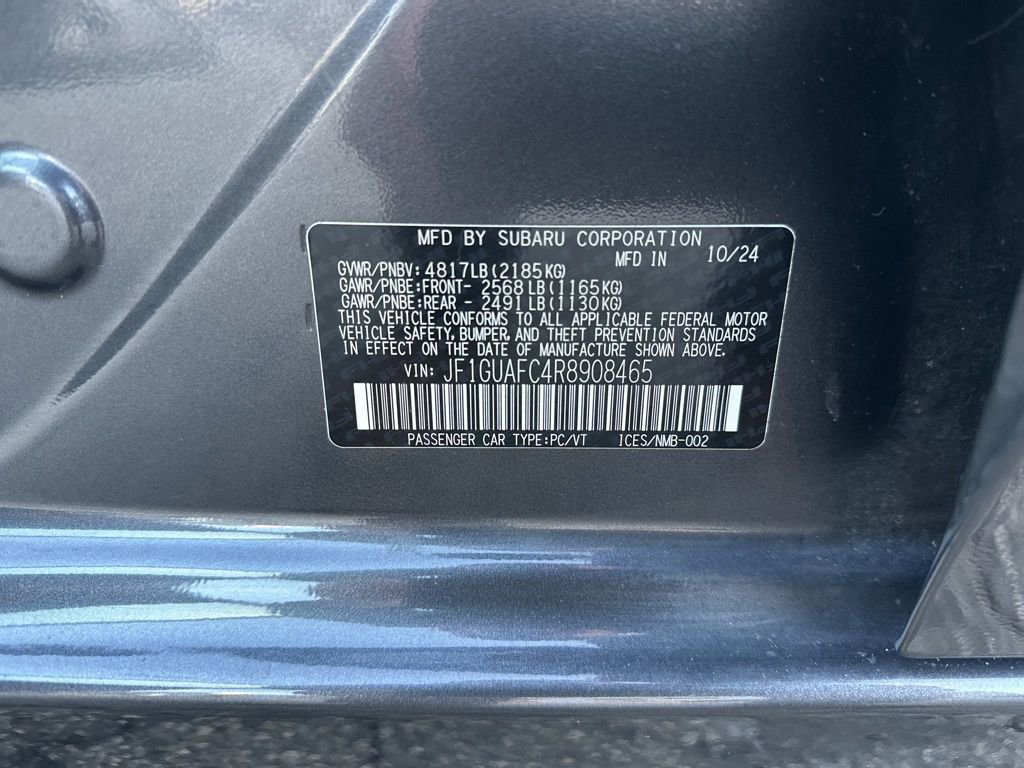 MFD BY SUBARU CORPORATION
MFD IN 10/24
GVWR/PNBV: 4817LB(2185KG)
GAWR/PNBE:FRONT- 2568LB(1165KG)
GAWR/PNBE:REAR - 2491LB(1130KG)
THIS VEHICLE CONFORMS TO ALL APPLICABLE FEDERAL MOTOR
VEHICLE SAFETY, BUMPER, AND THEFT PREVENTION STANDARDS
IN EFFECT ON THE DATE OF MANUFACTURE SHOWN ABOVE.
VIN: JF1GUAFC4R8908465
PASSENGER CAR TYPE:PC/VT ICES/NMB-002